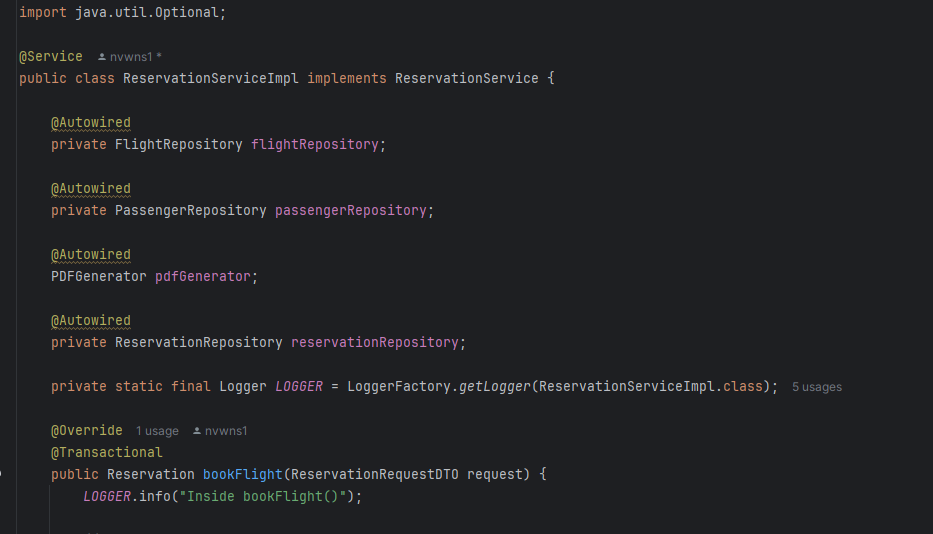 import java.util.Optional;
@Service nvwns1 *
public class ReservationServiceImpl implements ReservationService {
@Autowired
private FlightRepository flightRepository;
@Autowired
private PassengerRepository passengerRepository;
@Autowired
PDFGenerator pdfGenerator;
@Autowired
private ReservationRepository reservationRepository;
private static final Logger LOGGER = LoggerFactory.getLogger(ReservationServiceImpl.class); 5 usages
@Override 1 usage nvwns1
@Transactional
public Reservation bookFlight(ReservationRequestDTO request) {
LOGGER.info("Inside bookFlight()");